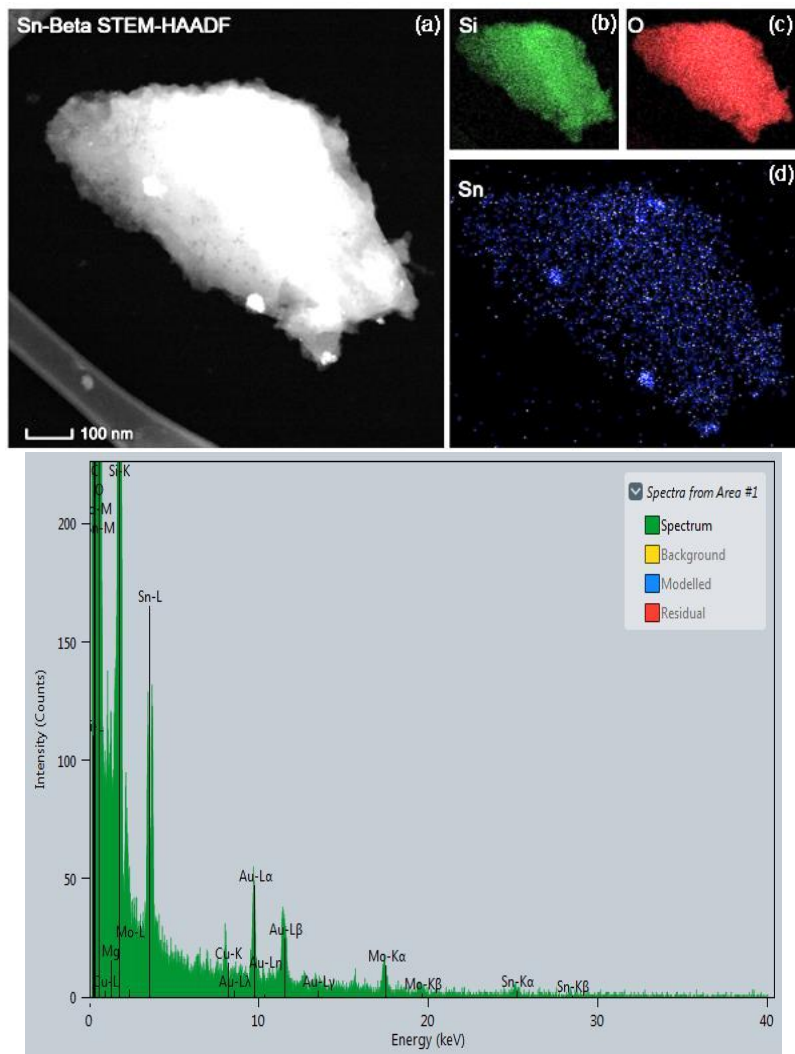 Sn-Beta STEM-HAADF (a)
Si (b)
O (c)
Sn (d)
100 nm
Spectra from Area #1
Spectrum
Background
Modelled
Residual
Intensity (Counts)
200
150
100
50
0
C
Si-K
O
Sn-L
Mo-L
Mg
Cu-L
Cu-K
Au-Lα
Au-Lβ
Au-Lη
Au-Lλ
Au-Lγ
Mo-Kα
Mo-Kβ
Sn-Kα
Sn-Kβ
0 10 20 30 40
Energy (keV)